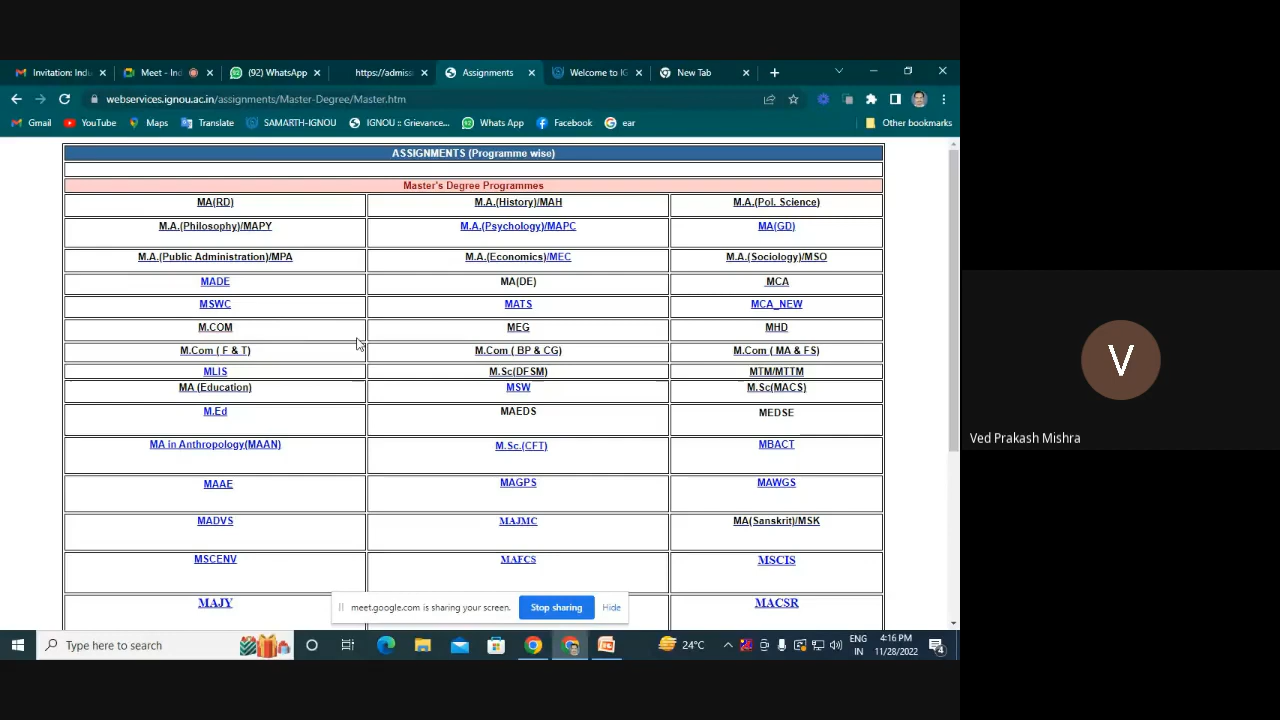 Invitation: Indu
Meet - Ind
(92) WhatsApp
https://admiss
Assignments
Welcome to IG
New Tab
webservices.ignou.ac.in/assignments/Master-Degree/Master.htm
Gmail YouTube Maps Translate SAMARTH-IGNOU IGNOU :: Grievance... Whats App Facebook ear Other bookmarks
ASSIGNMENTS (Programme wise)
Master's Degree Programmes
MA(RD) M.A.(History)/MAH M.A.(Pol. Science)
M.A.(Philosophy)/MAPY M.A.(Psychology)/MAPC MA(GD)
M.A.(Public Administration)/MPA M.A.(Economics)/MEC M.A.(Sociology)/MSO
MADE MA(DE) MCA
MSWC MATS MCA_NEW
M.COM MEG MHD
M.Com ( F & T) M.Com ( BP & CG) M.Com ( MA & FS)
MLIS M.Sc(DFSM) MTM/MTTM
MA (Education) MSW M.Sc(MACS)
M.Ed MAEDS MEDSE
MA in Anthropology(MAAN) M.Sc.(CFT) MBACT
MAAE MAGPS MAWGS
MADVS MAJMC MA(Sanskrit)/MSK
MSCENV MAFCS MSCIS
MAJY MACSR
meet.google.com is sharing your screen. Stop sharing Hide
Type here to search
24°C
ENG
IN
4:16 PM
11/28/2022
4
V
Ved Prakash Mishra